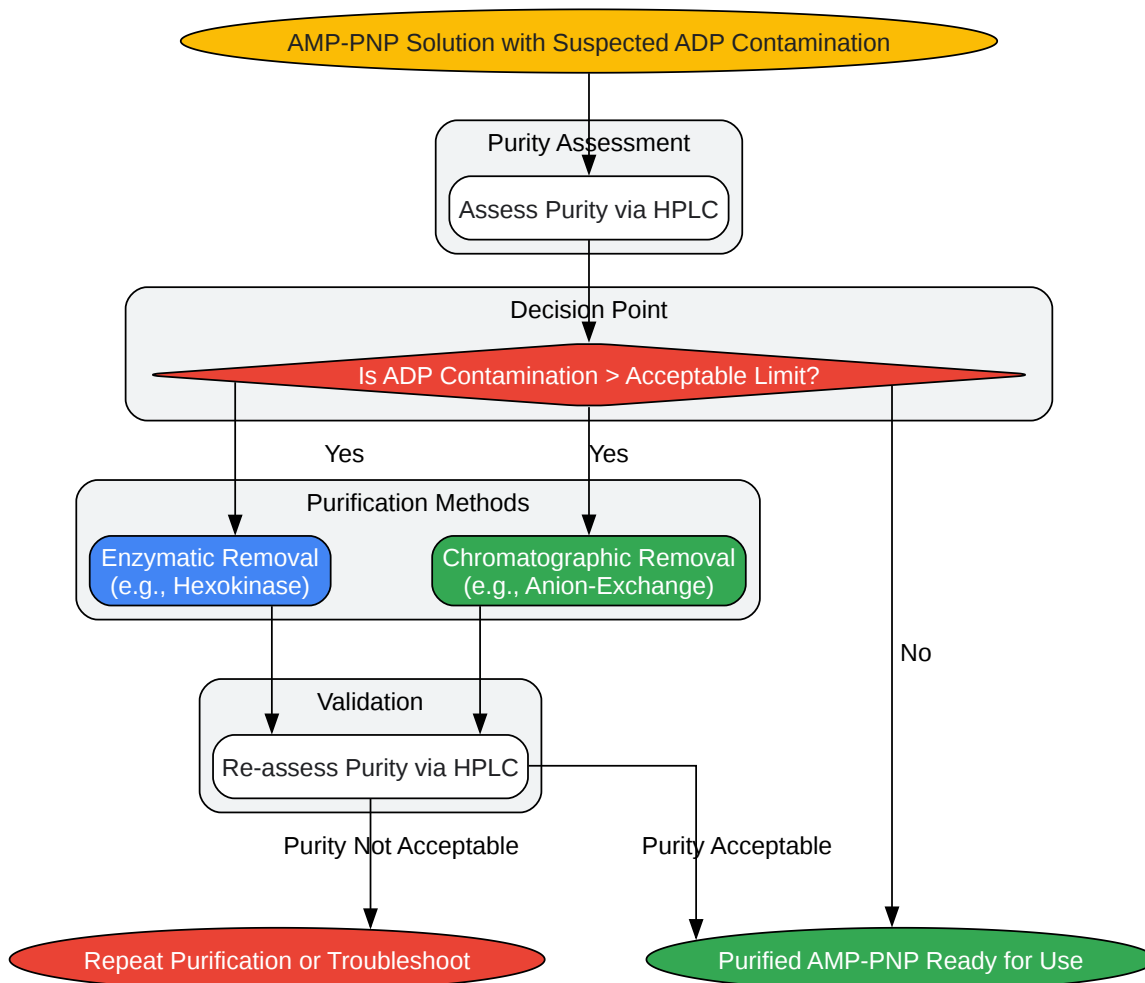 AMP-PNP Solution with Suspected ADP Contamination
Purity Assessment
Assess Purity via HPLC
Decision Point
Is ADP Contamination > Acceptable Limit?
Yes
Yes
Purification Methods
Enzymatic Removal
(e.g., Hexokinase)
Chromatographic Removal
(e.g., Anion-Exchange)
No
Validation
Re-assess Purity via HPLC
Purity Not Acceptable
Purity Acceptable
Repeat Purification or Troubleshoot
Purified AMP-PNP Ready for Use